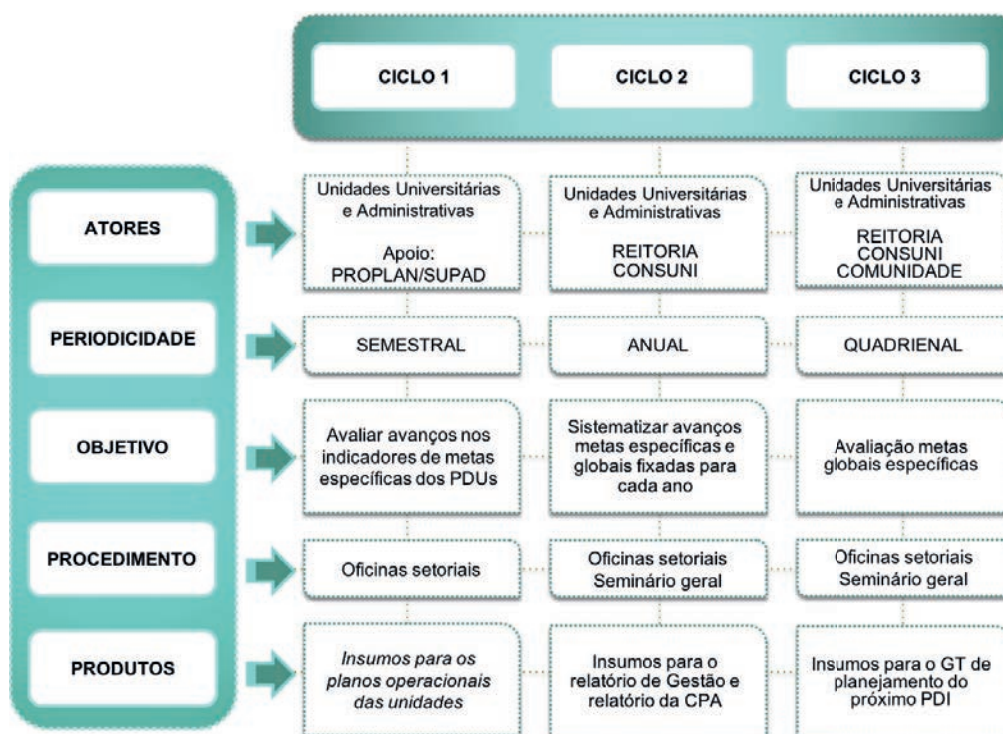 CICLO 1
CICLO 2
CICLO 3
ATORES
Unidades Universitárias
e Administrativas
Apoio:
PROPLAN/SUPAD
Unidades Universitárias
e Administrativas
REITORIA
CONSUNI
Unidades Universitárias
e Administrativas
REITORIA
CONSUNI
COMUNIDADE
PERIODICIDADE
SEMESTRAL
ANUAL
QUADRIENAL
OBJETIVO
Avaliar avanços nos
indicadores de metas
específicas dos PDUs
Sistematizar avanços
metas específicas e
globais fixadas para
cada ano
Avaliação metas
globais específicas
PROCEDIMENTO
Oficinas setoriais
Oficinas setoriais
Seminário geral
Oficinas setoriais
Seminário geral
PRODUTOS
Insumos para os
planos operacionais
das unidades
Insumos para o
relatório de Gestão e
relatório da CPA
Insumos para o GT de
planejamento do
próximo PDI